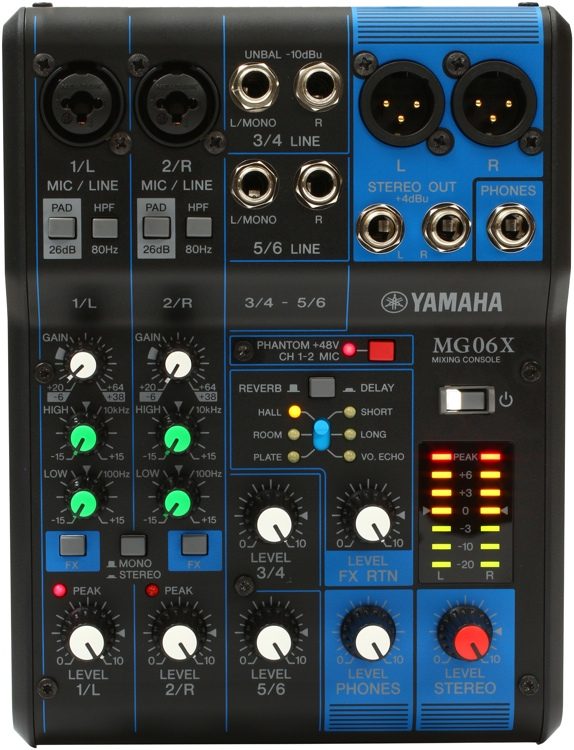 UNBAL -10dBu
L/MONO R
3/4 LINE
L/MONO R
5/6 LINE
1/L
MIC / LINE
2/R
MIC / LINE
PAD HPF
26dB 80Hz
PAD HPF
26dB 80Hz
L R
STEREO OUT
+4dBu
L R
PHONES
1/L 2/R 3/4 - 5/6
YAMAHA
MG06X
MIXING CONSOLE
PHANTOM +48V
CH 1-2 MIC
GAIN
+20 +64
-6 +38
GAIN
+20 +64
-6 +38
HIGH 10kHz
-15 +15
HIGH 10kHz
-15 +15
LOW 100Hz
-15 +15
LOW 100Hz
-15 +15
REVERB DELAY
HALL SHORT
ROOM LONG
PLATE VO. ECHO
PEAK
+6
+3
0
-3
-10
-20
L R
FX MONO FX
STEREO
0 10
LEVEL
3/4
0 10
LEVEL
FX RTN
PEAK
0 10
LEVEL
1/L
PEAK
0 10
LEVEL
2/R
0 10
LEVEL
5/6
0 10
LEVEL
PHONES
0 10
LEVEL
STEREO